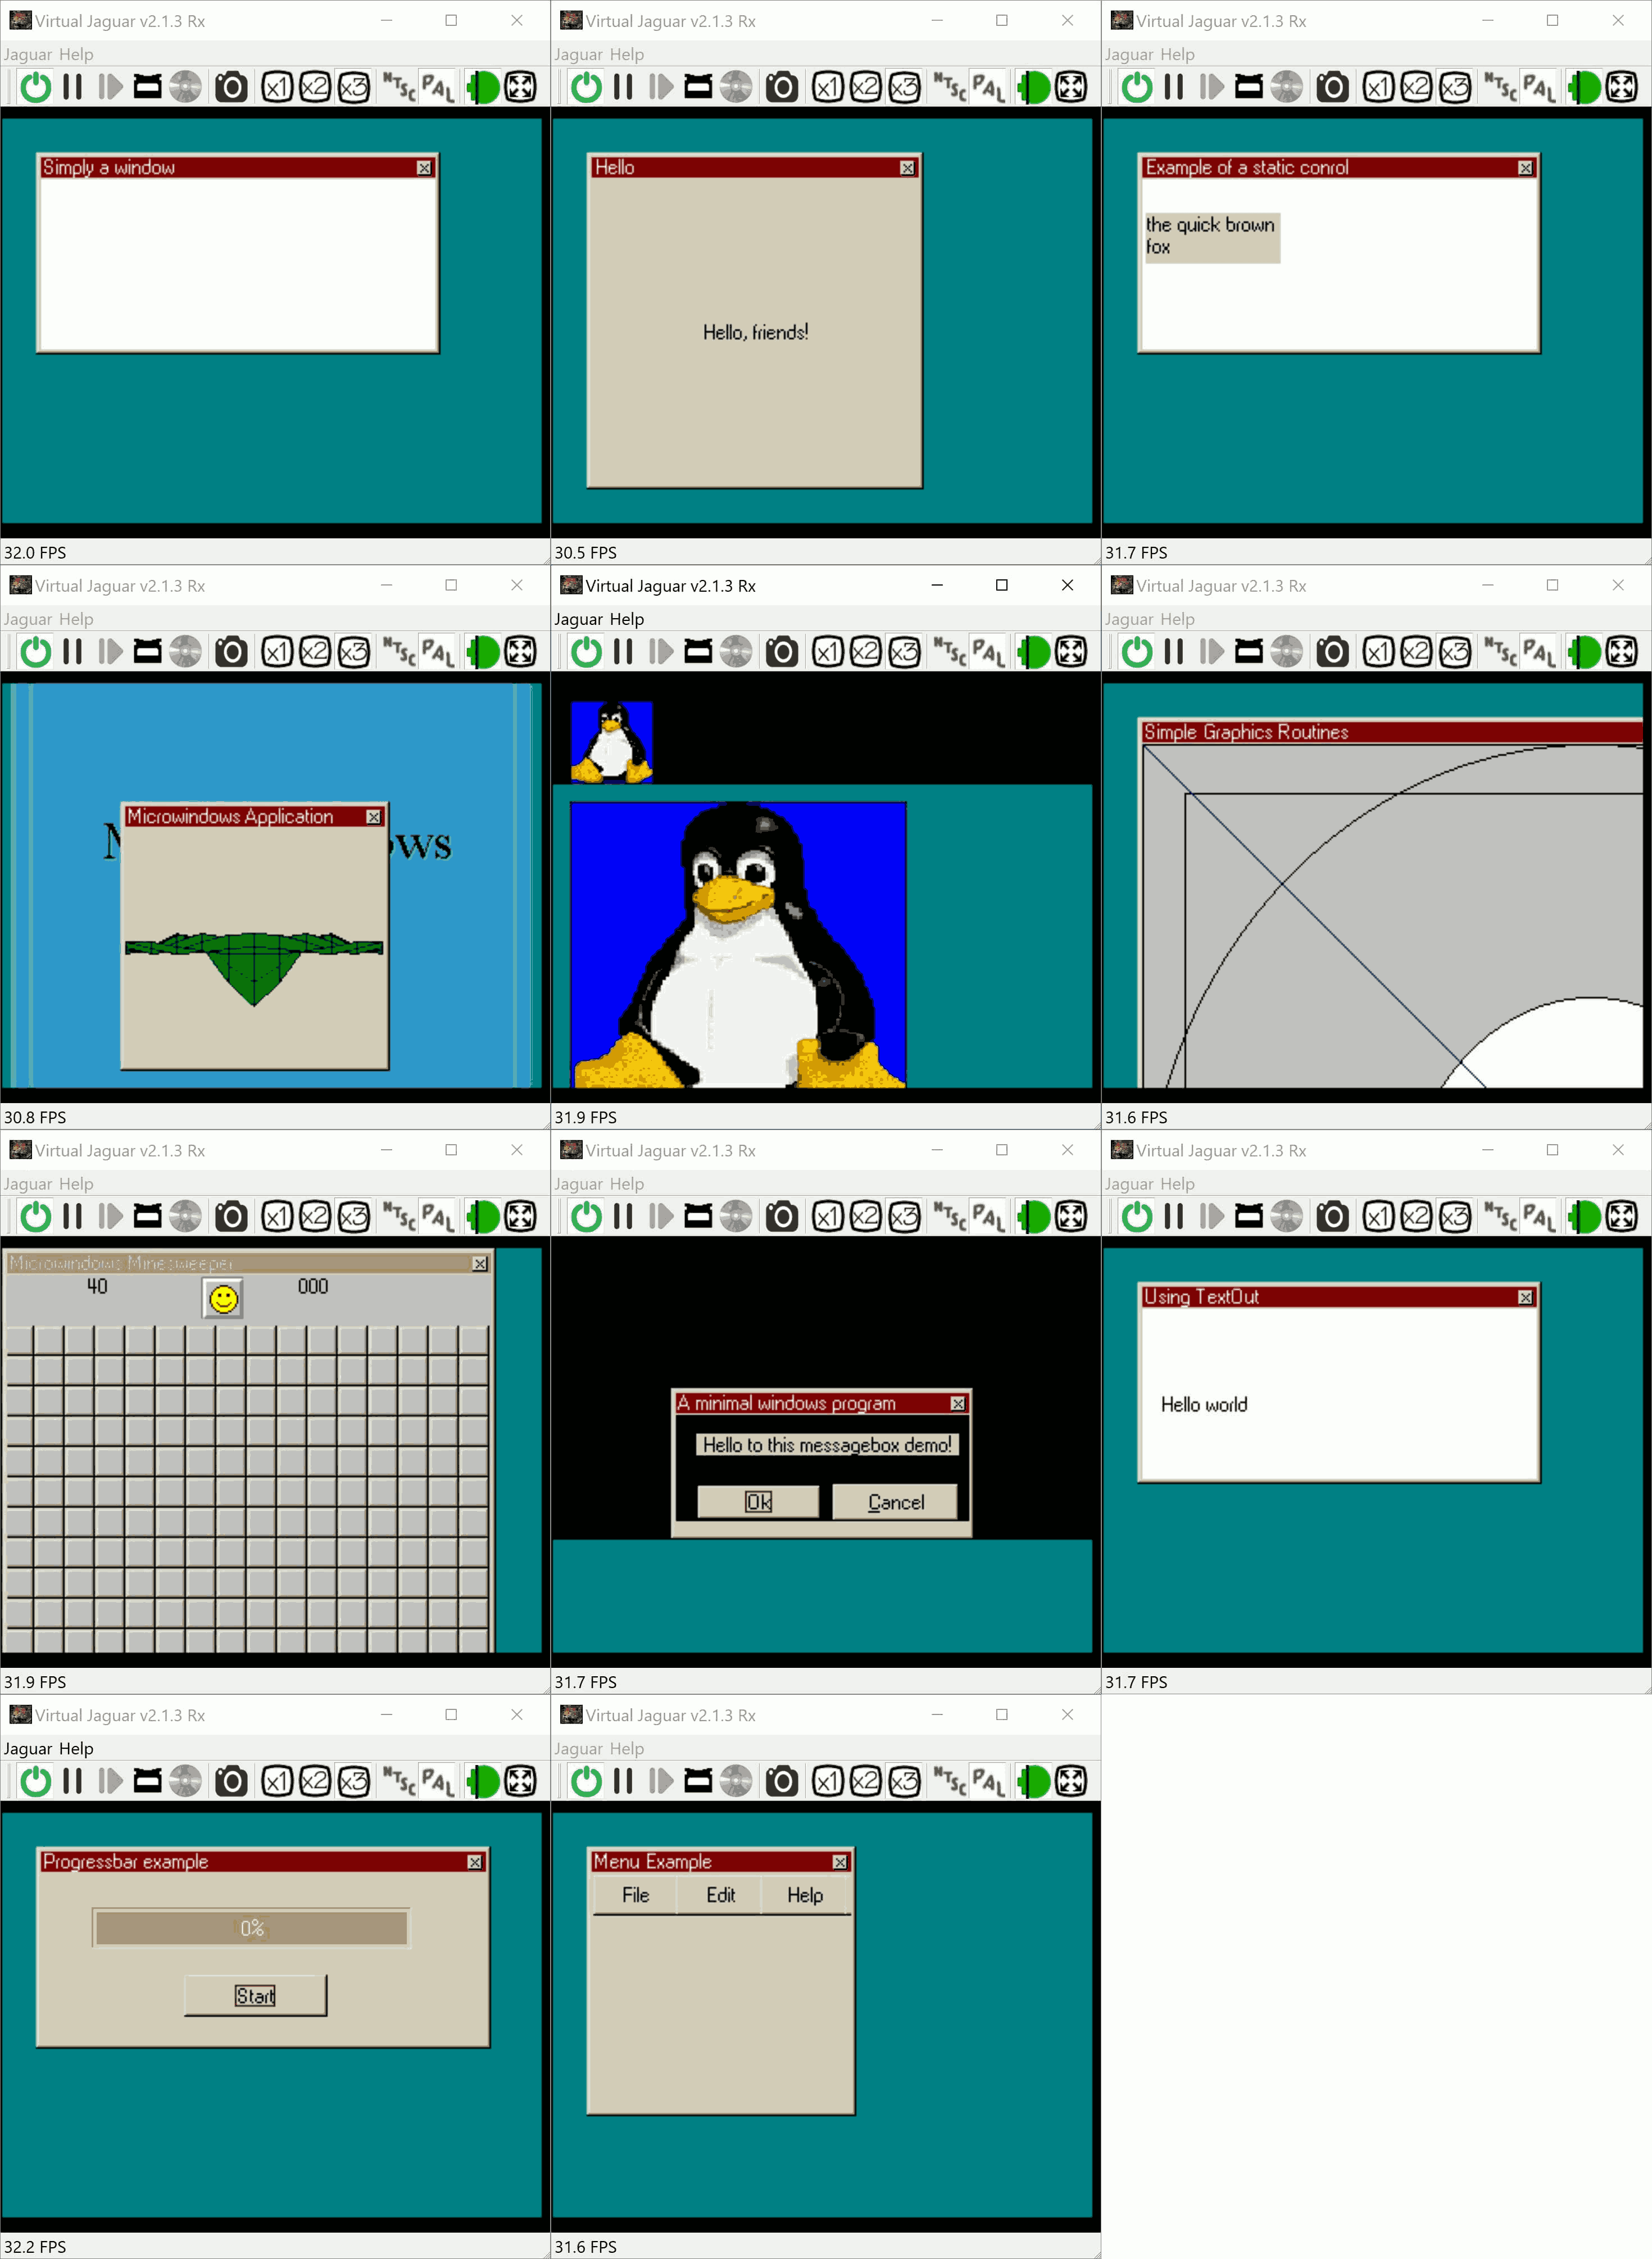 Virtual Jaguar v2.1.3 Rx
Jaguar Help
x1 x2 x3 NTSC PAL
Simply a window
32.0 FPS
Virtual Jaguar v2.1.3 Rx
Jaguar Help
x1 x2 x3 NTSC PAL
Hello
Hello, friends!
30.5 FPS
Virtual Jaguar v2.1.3 Rx
Jaguar Help
x1 x2 x3 NTSC PAL
Example of a static conrol
the quick brown
fox
31.7 FPS
Virtual Jaguar v2.1.3 Rx
Jaguar Help
x1 x2 x3 NTSC PAL
Microwindows Application
ows
30.8 FPS
Virtual Jaguar v2.1.3 Rx
Jaguar Help
x1 x2 x3 NTSC PAL
31.9 FPS
Virtual Jaguar v2.1.3 Rx
Jaguar Help
x1 x2 x3 NTSC PAL
Simple Graphics Routines
31.6 FPS
Virtual Jaguar v2.1.3 Rx
Jaguar Help
x1 x2 x3 NTSC PAL
Microwindows Minesweeper
40 000
31.9 FPS
Virtual Jaguar v2.1.3 Rx
Jaguar Help
x1 x2 x3 NTSC PAL
A minimal windows program
Hello to this messagebox demo!
Ok Cancel
31.7 FPS
Virtual Jaguar v2.1.3 Rx
Jaguar Help
x1 x2 x3 NTSC PAL
Using TextOut
Hello world
31.7 FPS
Virtual Jaguar v2.1.3 Rx
Jaguar Help
x1 x2 x3 NTSC PAL
Progressbar example
0%
Start
32.2 FPS
Virtual Jaguar v2.1.3 Rx
Jaguar Help
x1 x2 x3 NTSC PAL
Menu Example
File Edit Help
31.6 FPS